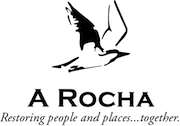 A ROCHA
Restoring people and places...together.